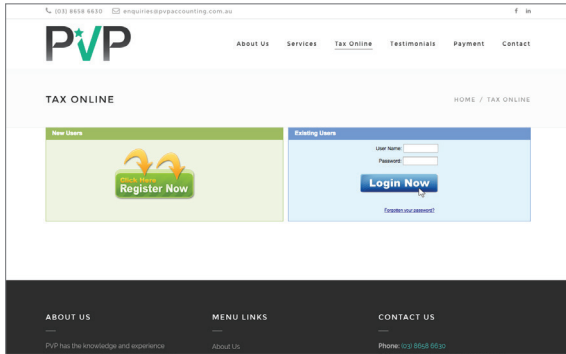 (03) 8658 6630 enquiries@pvpaccounting.com.au f in
PVP
About Us Services Tax Online Testimonials Payment Contact
TAX ONLINE
HOME / TAX ONLINE
New Users
Click Here
Register Now
Existing Users
User Name:
Password:
Login Now
Forgotten your password?
ABOUT US
PVP has the knowledge and experience
MENU LINKS
About Us
CONTACT US
Phone: (03) 8658 6630